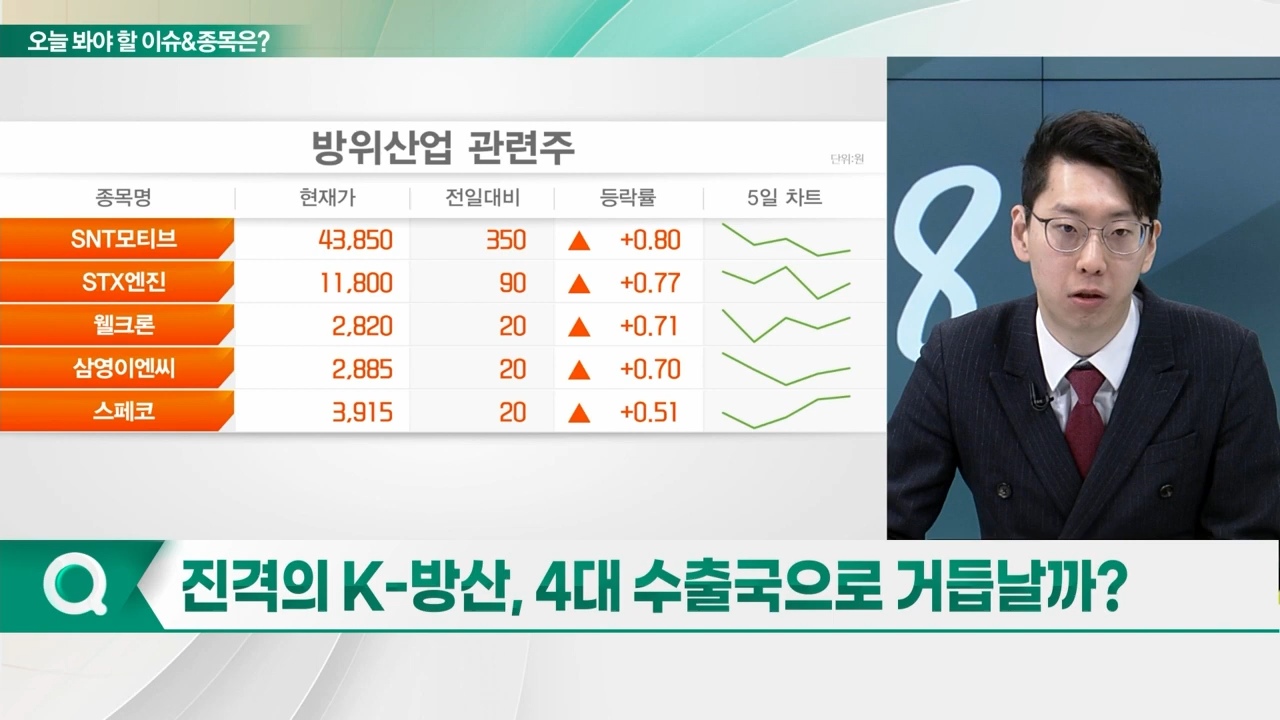 오늘 봐야 할 이슈&종목은?
방위산업 관련주
단위:원
종목명 현재가 전일대비 등락률 5일 차트
SNT모티브 43,850 350 ▲ +0.80
STX엔진 11,800 90 ▲ +0.77
웰크론 2,820 20 ▲ +0.71
삼영이엔씨 2,885 20 ▲ +0.70
스페코 3,915 20 ▲ +0.51
8
Q 진격의 K-방산, 4대 수출국으로 거듭날까?